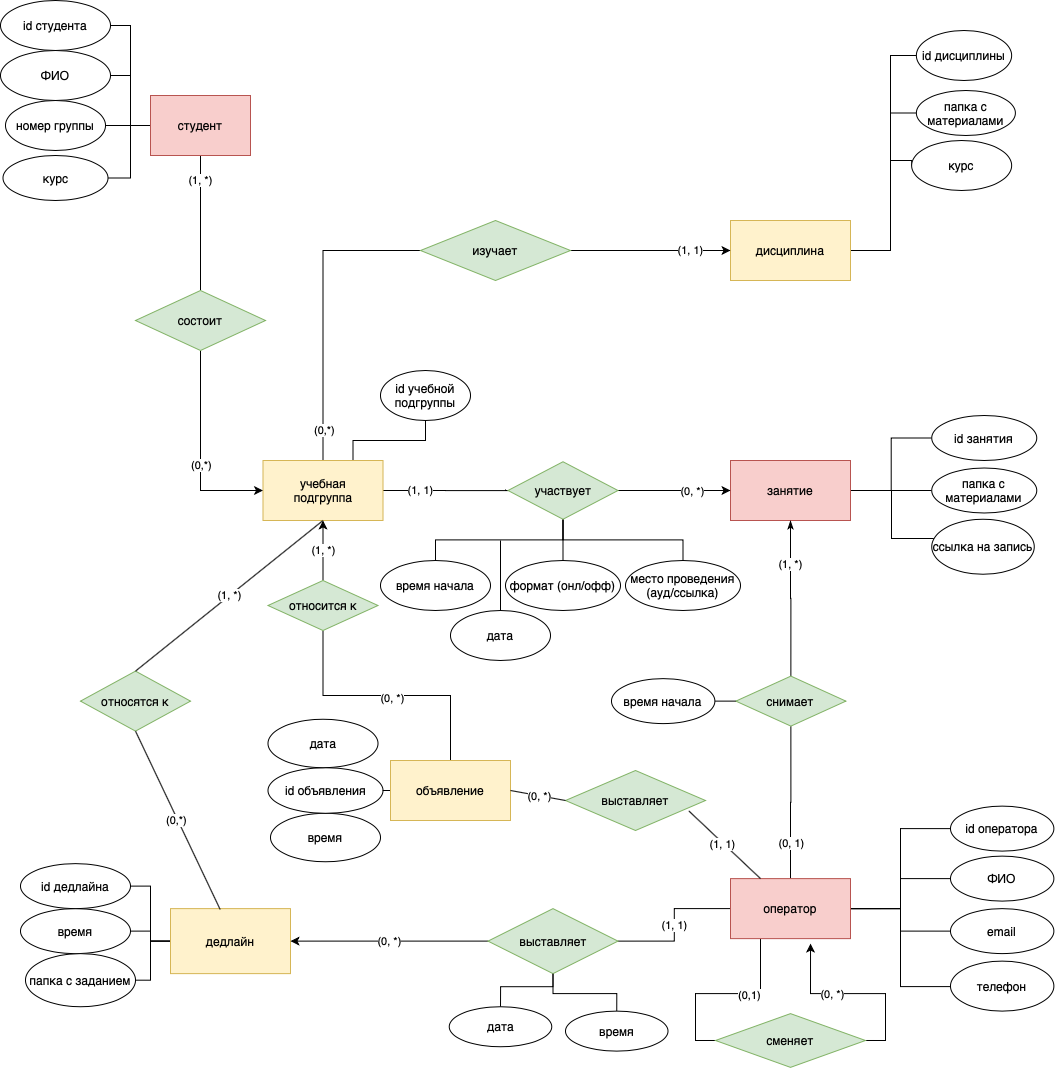 id студента
ФИО
номер группы
курс
студент
(1, *)
состоит
(0,*)
id дисциплины
папка с
материалами
курс
дисциплина
изучает
(1, 1)
(0,*)
id учебной
подгруппы
учебная
подгруппа
(1, 1)
участвует
(0, *)
занятие
id занятия
папка с
материалами
ссылка на запись
время начала
дата
формат (онл/офф)
место проведения
(ауд/ссылка)
(1, *)
(1, *)
(1, *)
относится к
относятся к
(0, *)
время начала
снимает
дата
id объявления
время
объявление
(0, *)
выставляет
(1, 1)
(0, 1)
(0,*)
id дедлайна
время
папка с заданием
дедлайн
(0, *)
выставляет
(1, 1)
дата
время
оператор
id оператора
ФИО
email
телефон
(0,1)
(0, *)
сменяет